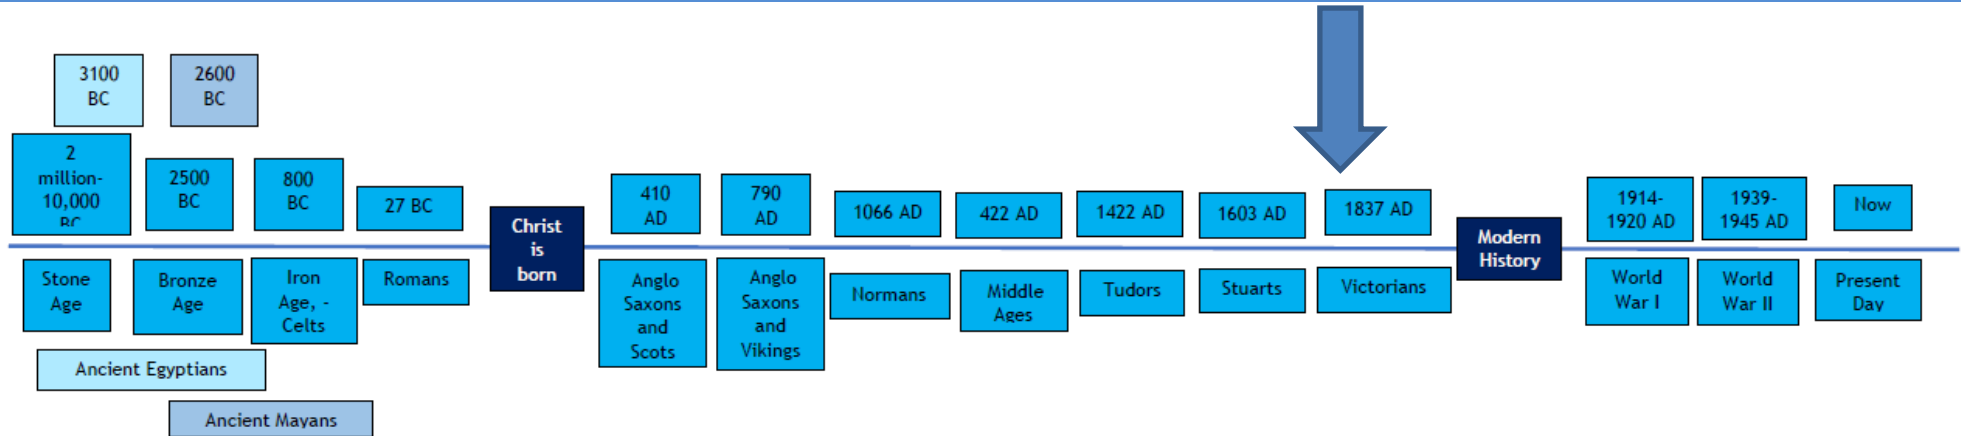 3100
BC
2600
BC
2
million-
10,000
BC
2500
BC
800
BC
27 BC
Christ
is
born
410
AD
790
AD
1066 AD
422 AD
1422 AD
1603 AD
1837 AD
Modern
History
1914-
1920 AD
1939-
1945 AD
Now
Stone
Age
Bronze
Age
Iron
Age, -
Celts
Romans
Anglo
Saxons
and
Scots
Anglo
Saxons
and
Vikings
Normans
Middle
Ages
Tudors
Stuarts
Victorians
World
War I
World
War II
Present
Day
Ancient Egyptians
Ancient Mayans